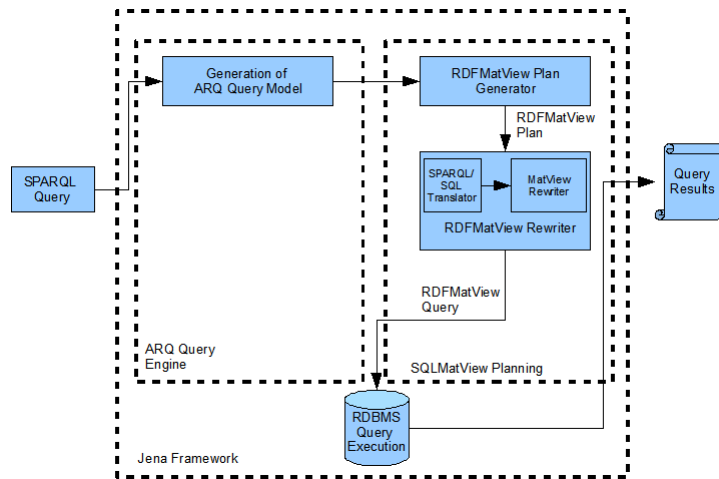 Generation of
ARQ Query Model
RDFMatView Plan
Generator
RDFMatView
Plan
SPARQL
Query
SPARQL/
SQL
Translator
MatView
Rewriter
RDFMatView Rewriter
Query
Results
RDFMatView
Query
ARQ Query
Engine
SQLMatView Planning
RDBMS
Query
Execution
Jena Framework